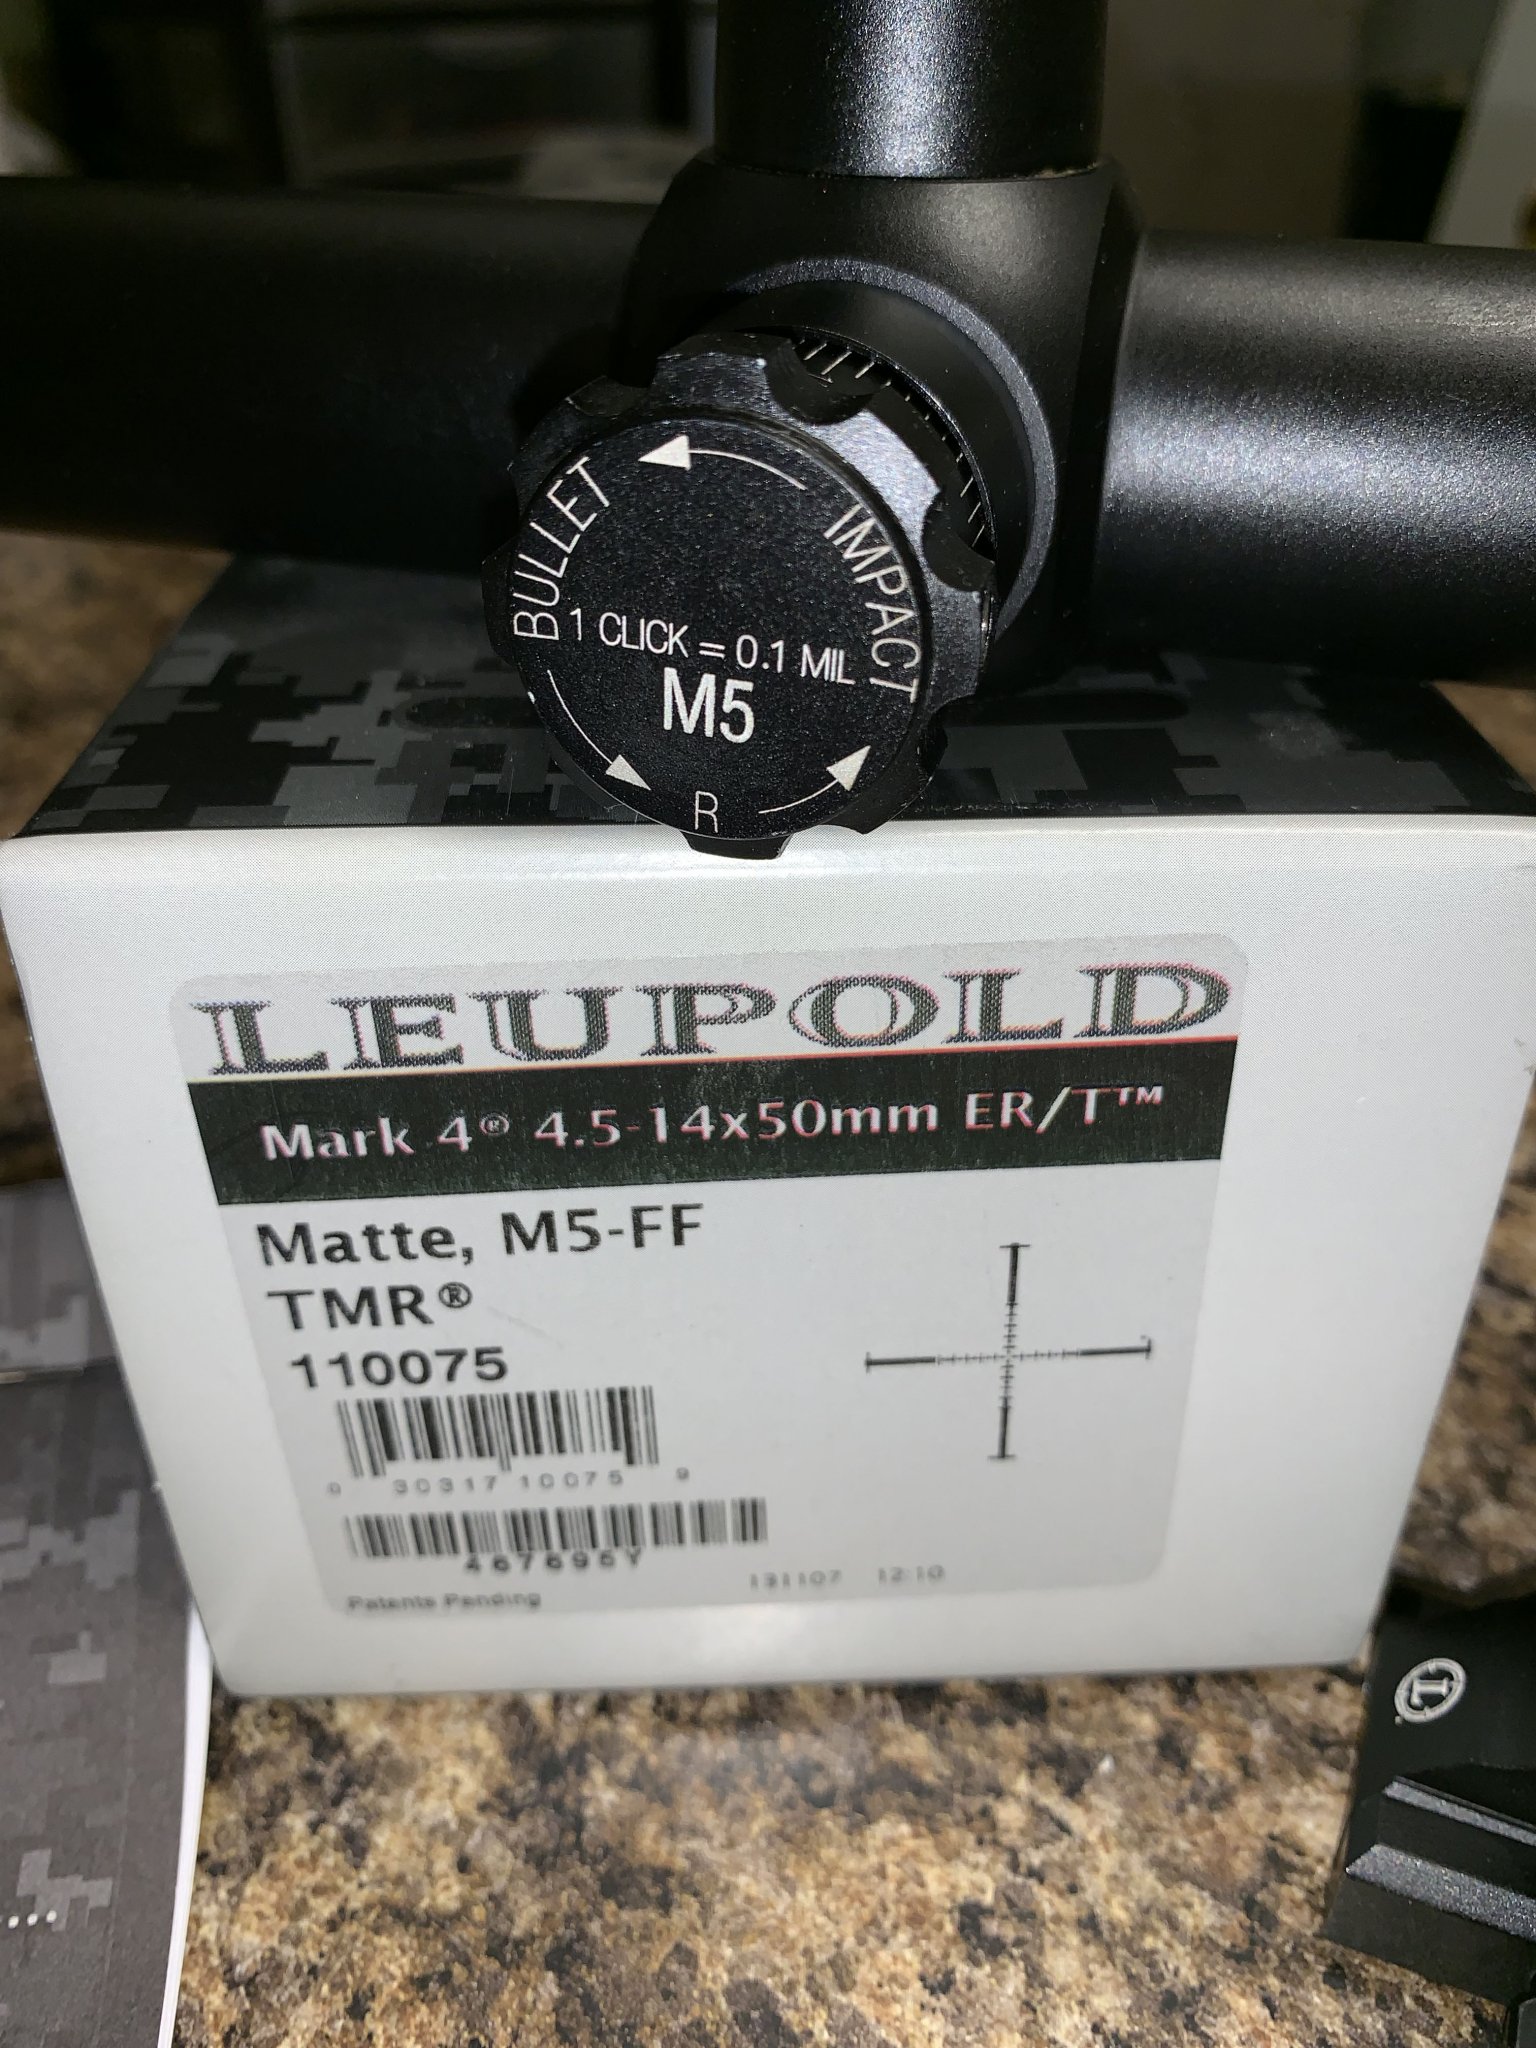 BULLET
IMPACT
1 CLICK = 0.1 MIL
M5
R
LEUPOLD
Mark 4® 4.5-14x50mm ER/T™
Matte, M5-FF
TMR®
110075
0 30317 10075 9
467695Y
Patents Pending
131107 12:10
L